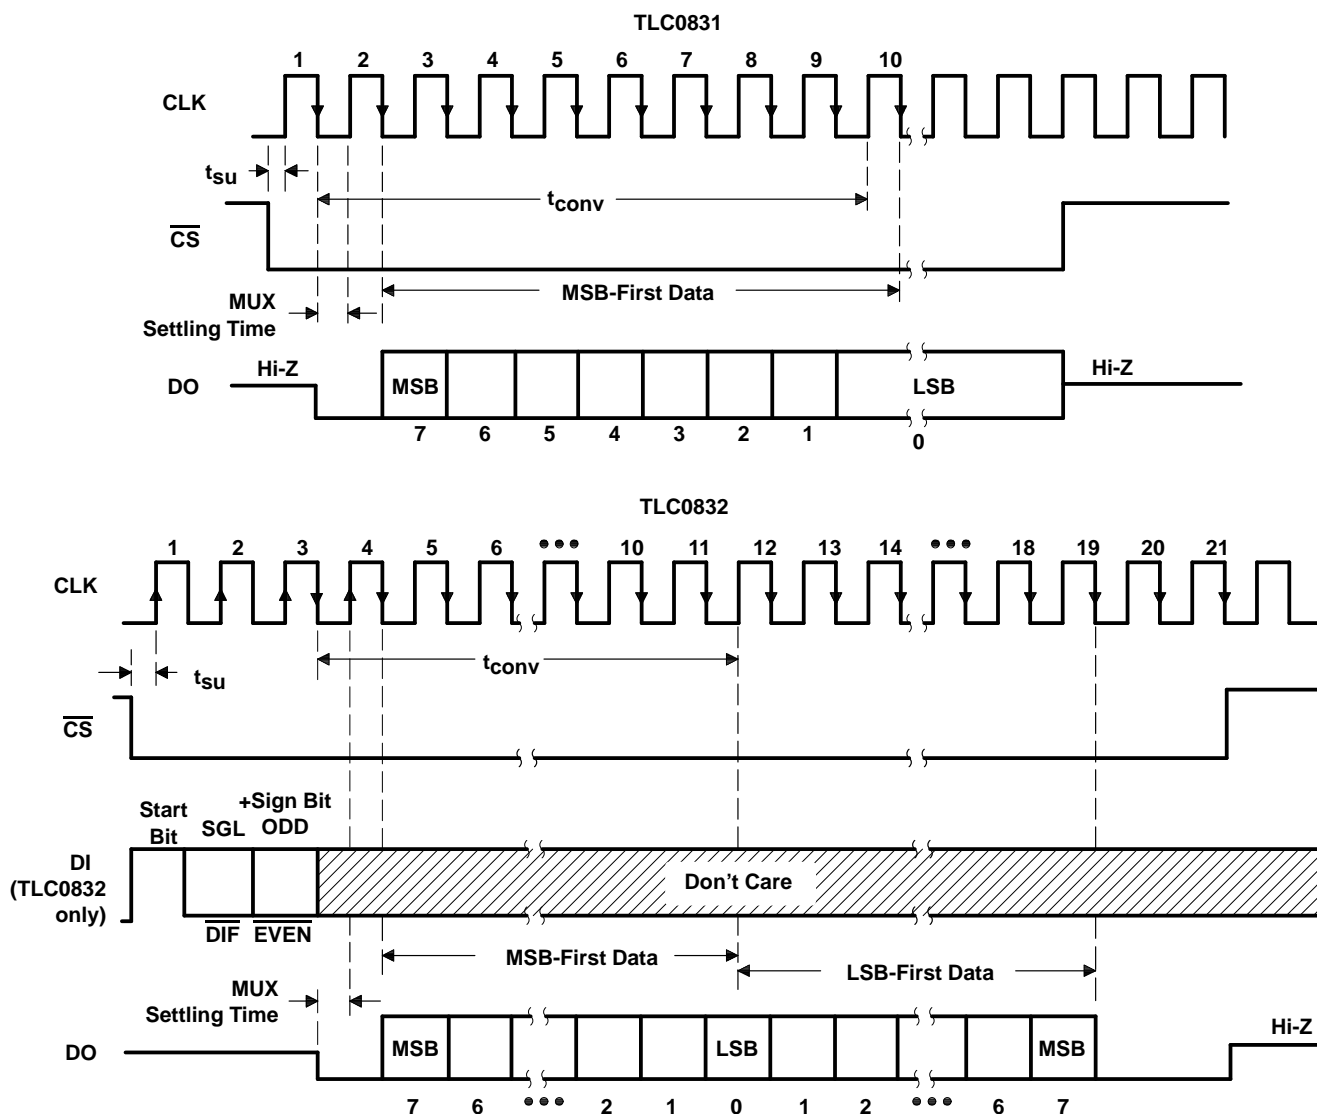 TLC0831
1 2 3 4 5 6 7 8 9 10
CLK
tsu
tconv
CS
MSB-First Data
MUX
Settling Time
Hi-Z
DO
MSB
LSB
Hi-Z
7 6 5 4 3 2 1 0
TLC0832
1 2 3 4 5 6 ••• 10 11 12 13 14 ••• 18 19 20 21
CLK
tsu
tconv
CS
Start
Bit
SGL
+Sign Bit
ODD
DI
(TLC0832
only)
Don't Care
DIF
EVEN
MSB-First Data
LSB-First Data
MUX
Settling Time
DO
MSB
LSB
MSB
Hi-Z
7 6 ••• 2 1 0 1 2 ••• 6 7